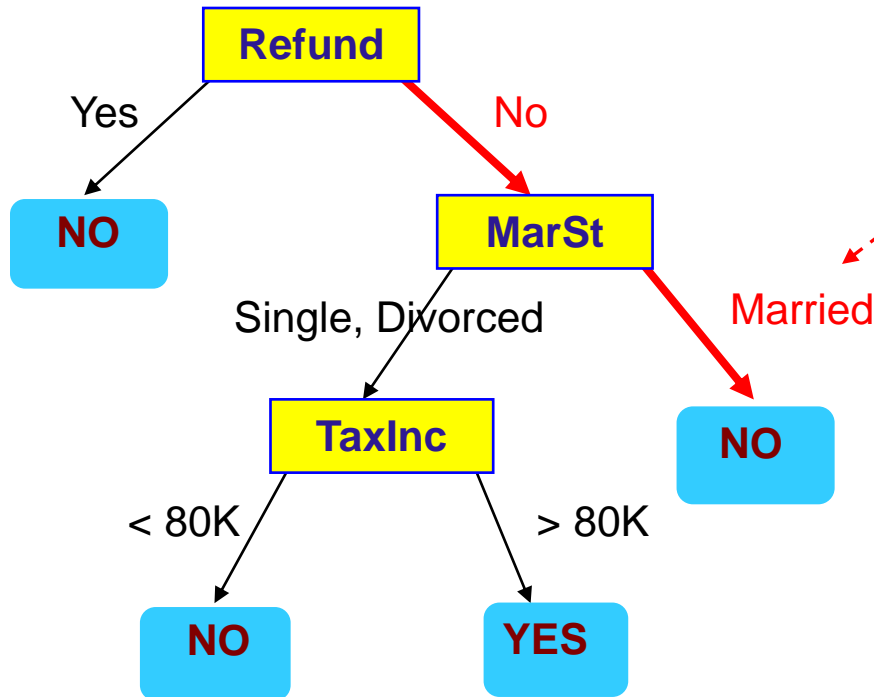 Refund
Yes
No
NO
MarSt
Single, Divorced
Married
TaxInc
NO
< 80K
> 80K
NO
YES